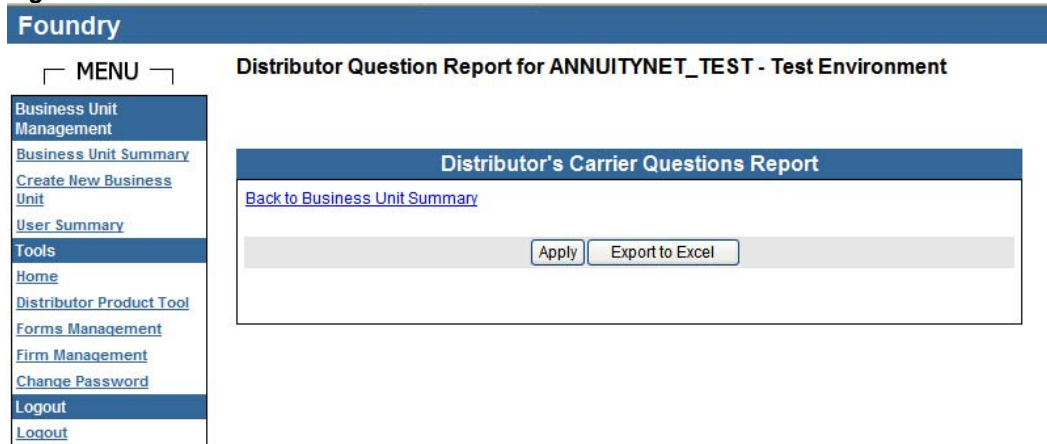 Foundry
MENU
Business Unit
Management
Business Unit Summary
Create New Business
Unit
User Summary
Tools
Home
Distributor Product Tool
Forms Management
Firm Management
Change Password
Logout
Logout
Distributor Question Report for ANNUITYNET_TEST - Test Environment
Distributor's Carrier Questions Report
Back to Business Unit Summary
Apply Export to Excel